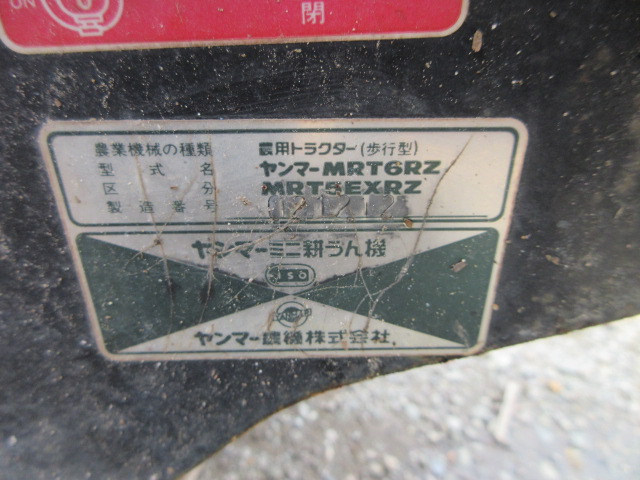 ON
閉
農業機械の種類 農用トラクター(歩行型)
型式名 ヤンマーMRT6RZ
区分 MRT5EXRZ
製造番号
ヤンマーミニ耕うん機
ヤンマー農機株式会社